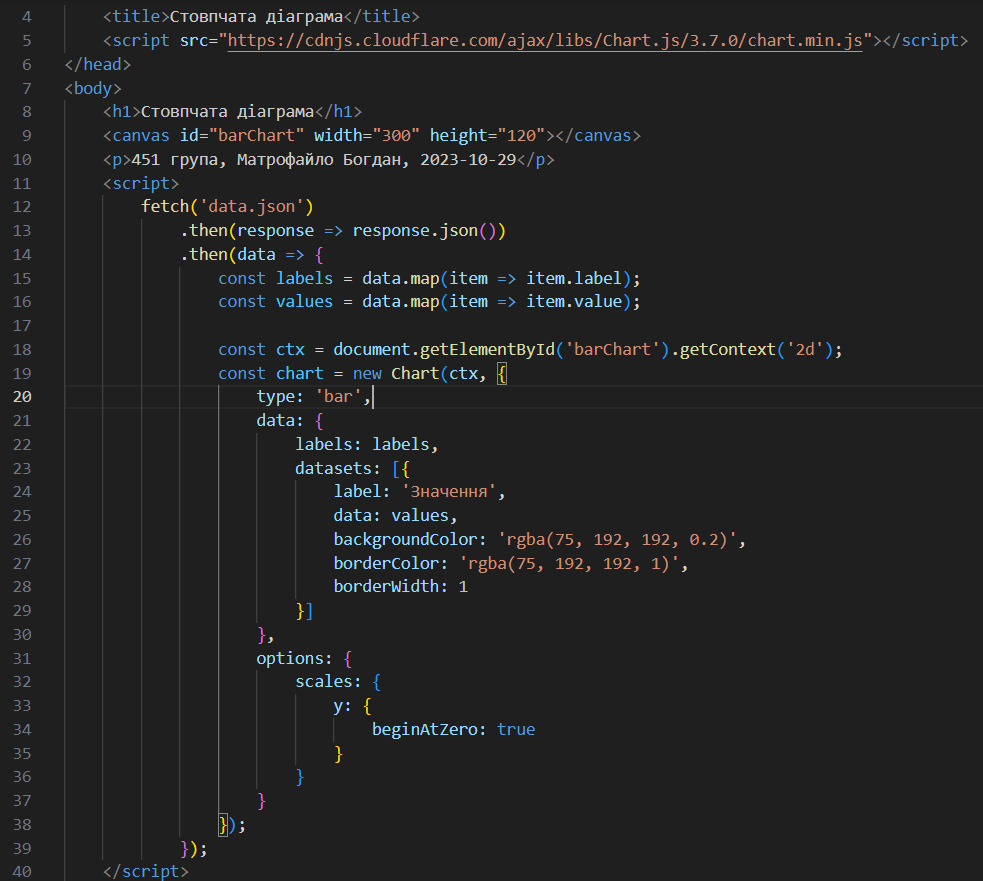 4 <title>Стовпчата діаграма</title>
5 <script src="https://cdnjs.cloudflare.com/ajax/libs/Chart.js/3.7.0/chart.min.js"></script>
6 </head>
7 <body>
8 <h1>Стовпчата діаграма</h1>
9 <canvas id="barChart" width="300" height="120"></canvas>
10 <p>451 група, Матрофайло Богдан, 2023-10-29</p>
11 <script>
12 fetch('data.json')
13 .then(response => response.json())
14 .then(data => {
15 const labels = data.map(item => item.label);
16 const values = data.map(item => item.value);
17
18 const ctx = document.getElementById('barChart').getContext('2d');
19 const chart = new Chart(ctx, {
20 type: 'bar',
21 data: {
22 labels: labels,
23 datasets: [{
24 label: 'Значення',
25 data: values,
26 backgroundColor: 'rgba(75, 192, 192, 0.2)',
27 borderColor: 'rgba(75, 192, 192, 1)',
28 borderWidth: 1
29 }]
30 },
31 options: {
32 scales: {
33 y: {
34 beginAtZero: true
35 }
36 }
37 }
38 });
39 });
40 </script>